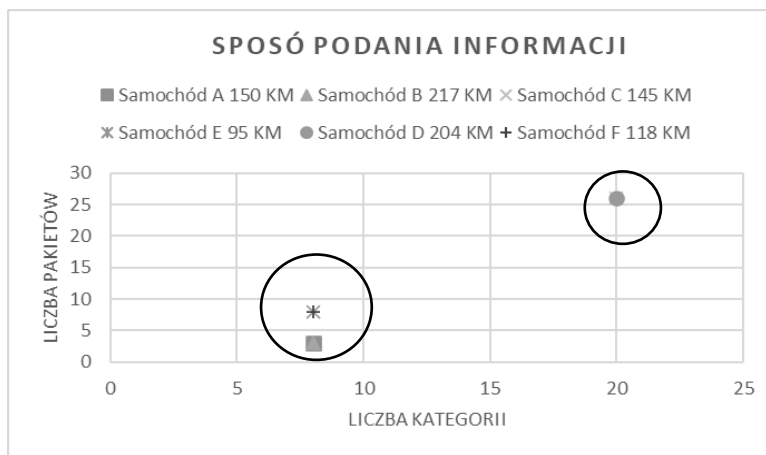 SPOSÓ PODANIA INFORMACJI
Samochód A 150 KM Samochód B 217 KM Samochód C 145 KM
Samochód E 95 KM Samochód D 204 KM Samochód F 118 KM
LICZBA PAKIETÓW
30
25
20
15
10
5
0
0 5 10 15 20 25
LICZBA KATEGORII